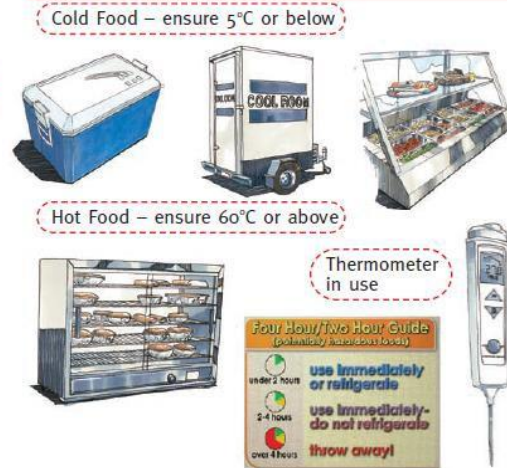 Cold Food – ensure 5°C or below
COOL ROOM
Hot Food – ensure 60°C or above
Thermometer
in use
Four Hour/Two Hour Guide
(potentially hazardous foods)
under 2 hours
use immediately
or refrigerate
2-4 hours
use immediately-
do not refrigerate
over 4 hours
throw away!